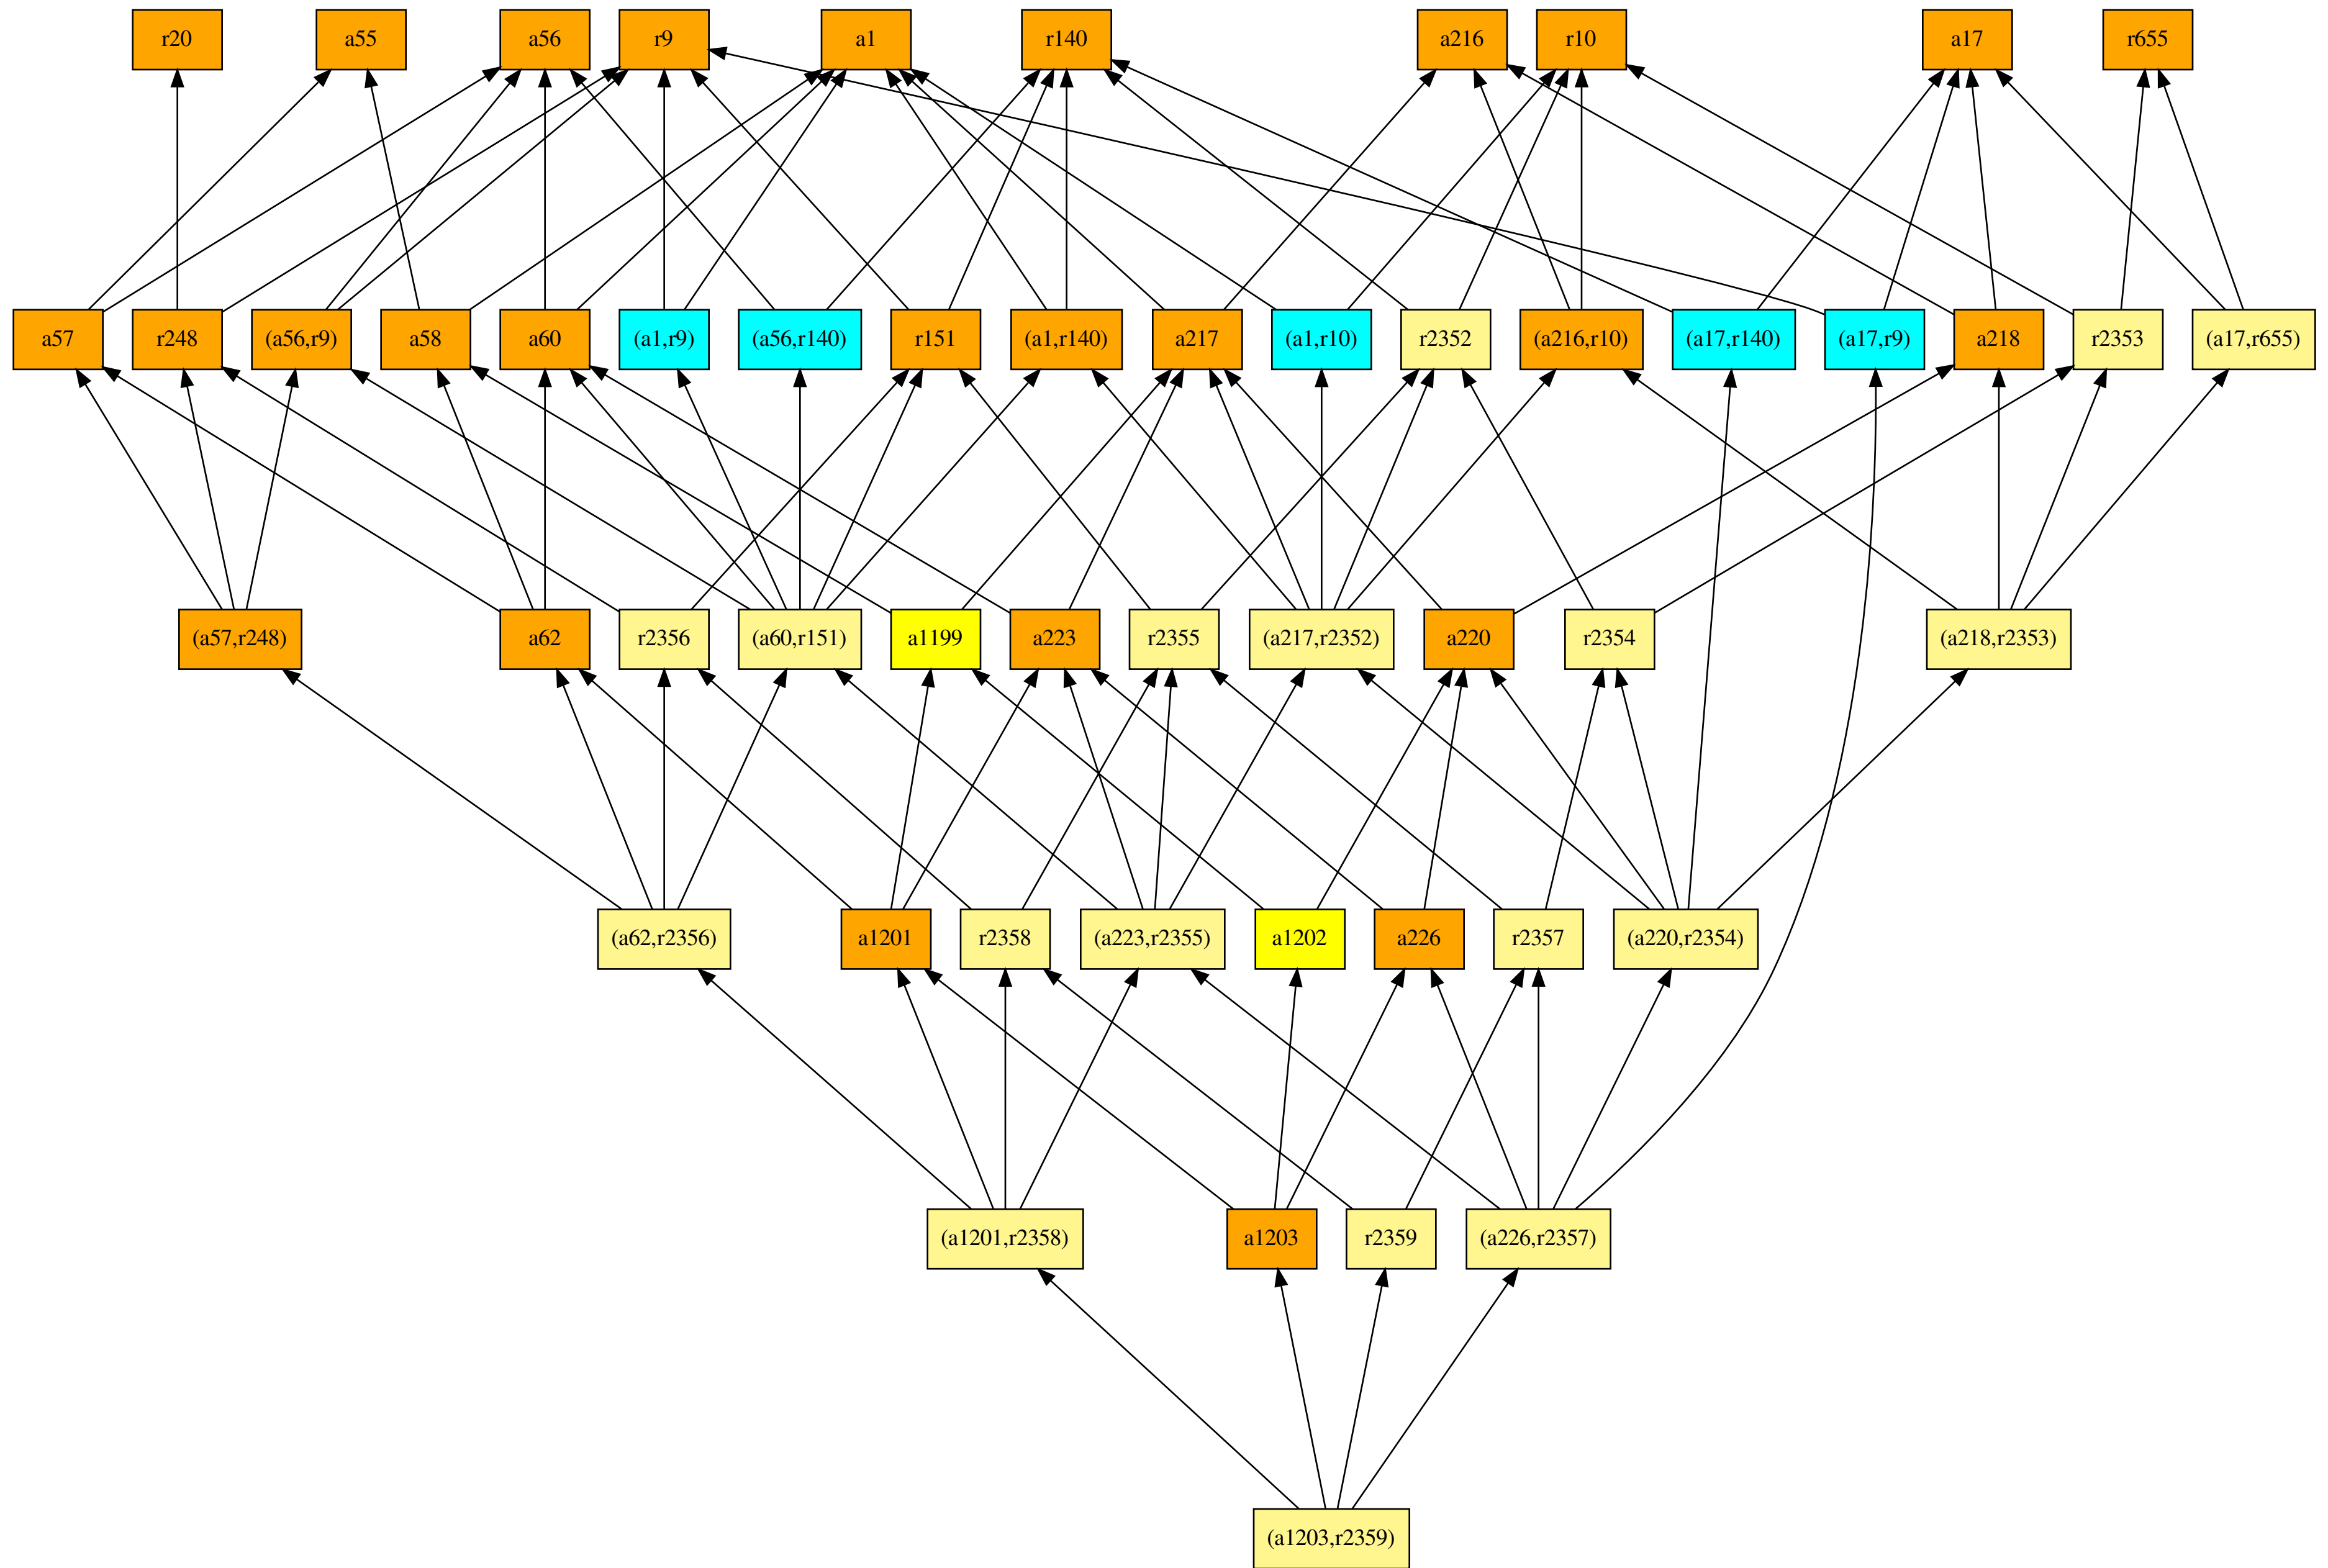 r20
a55
a56
r9
a1
r140
a216
r10
a17
r655
a57
r248
(a56,r9)
a58
a60
(a1,r9)
(a56,r140)
r151
(a1,r140)
a217
(a1,r10)
r2352
(a216,r10)
(a17,r140)
(a17,r9)
a218
r2353
(a17,r655)
(a57,r248)
a62
r2356
(a60,r151)
a1199
a223
r2355
(a217,r2352)
a220
r2354
(a218,r2353)
(a62,r2356)
a1201
r2358
(a223,r2355)
a1202
a226
r2357
(a220,r2354)
(a1201,r2358)
a1203
r2359
(a226,r2357)
(a1203,r2359)